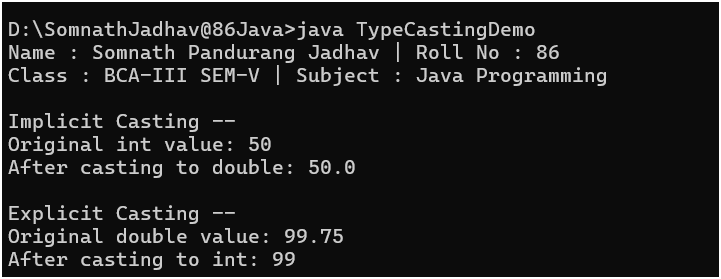 D:\SomnathJadhav@86Java>java TypeCastingDemo
Name : Somnath Pandurang Jadhav | Roll No : 86
Class : BCA-III SEM-V | Subject : Java Programming
Implicit Casting --
Original int value: 50
After casting to double: 50.0
Explicit Casting --
Original double value: 99.75
After casting to int: 99